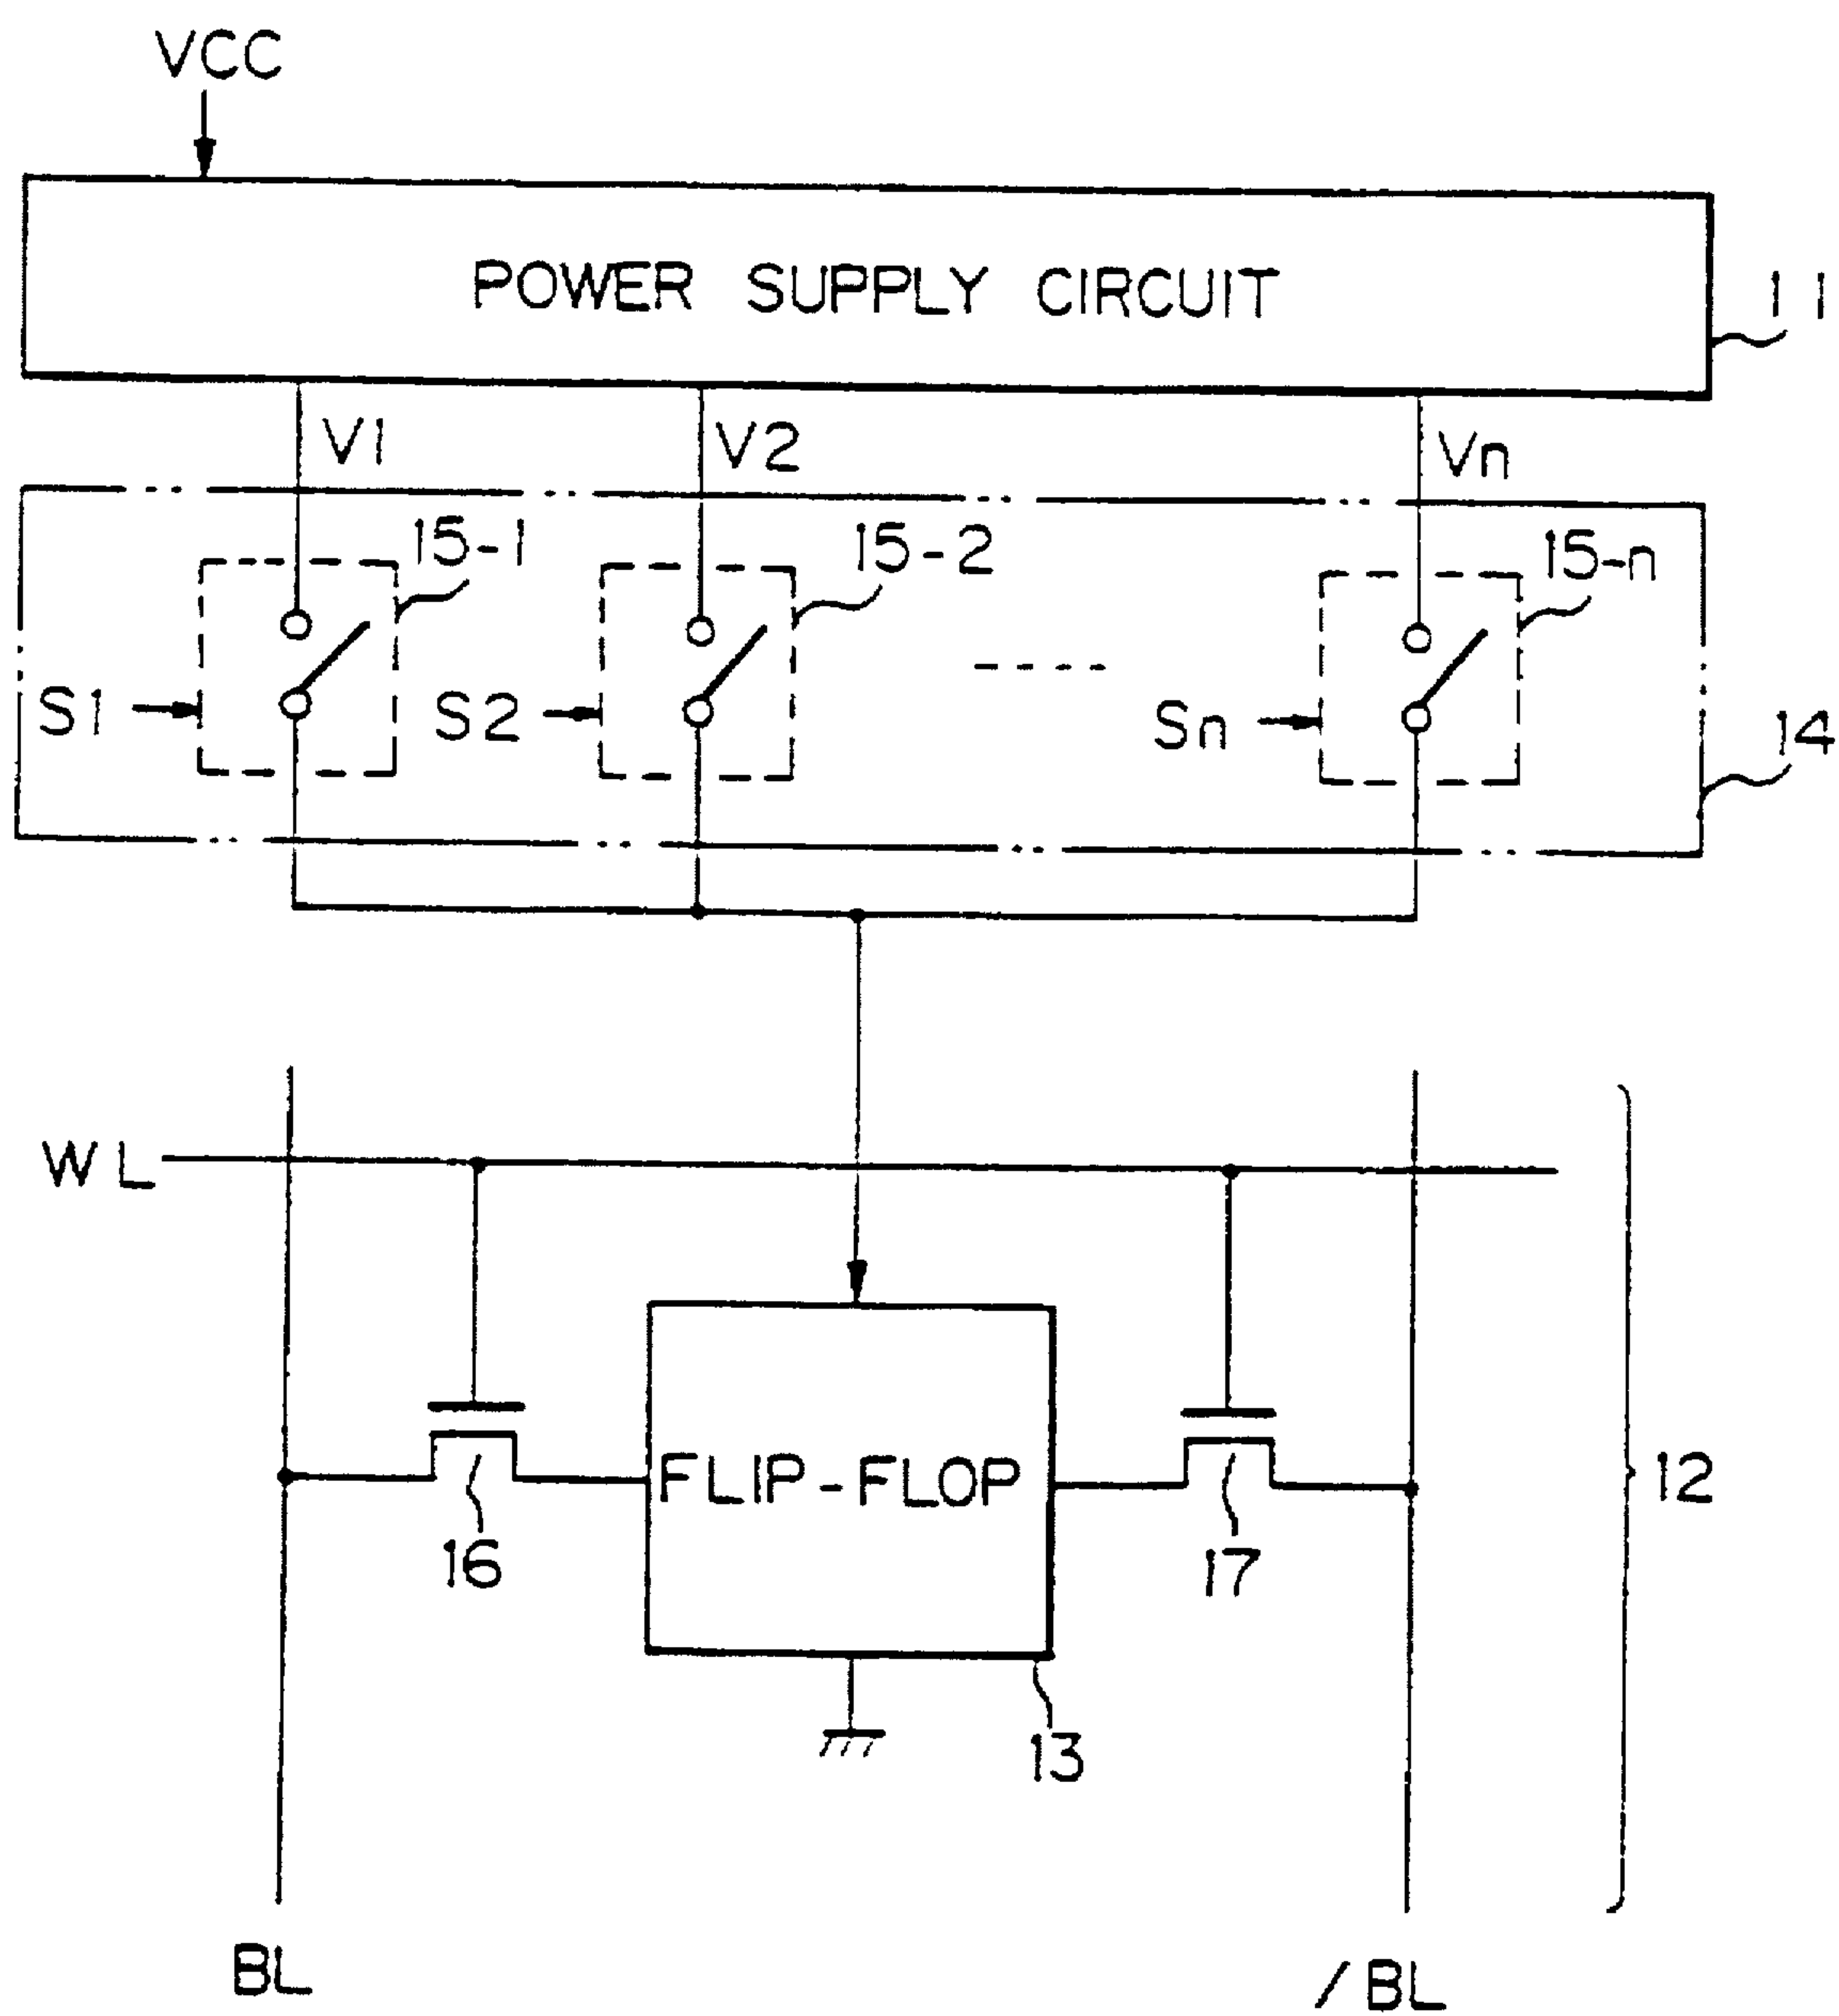 VCC
POWER SUPPLY CIRCUIT
11
V1
V2
Vn
15-1
15-2
15-n
S1
S2
Sn
14
WL
FLIP-FLOP
12
16
17
13
BL
/BL